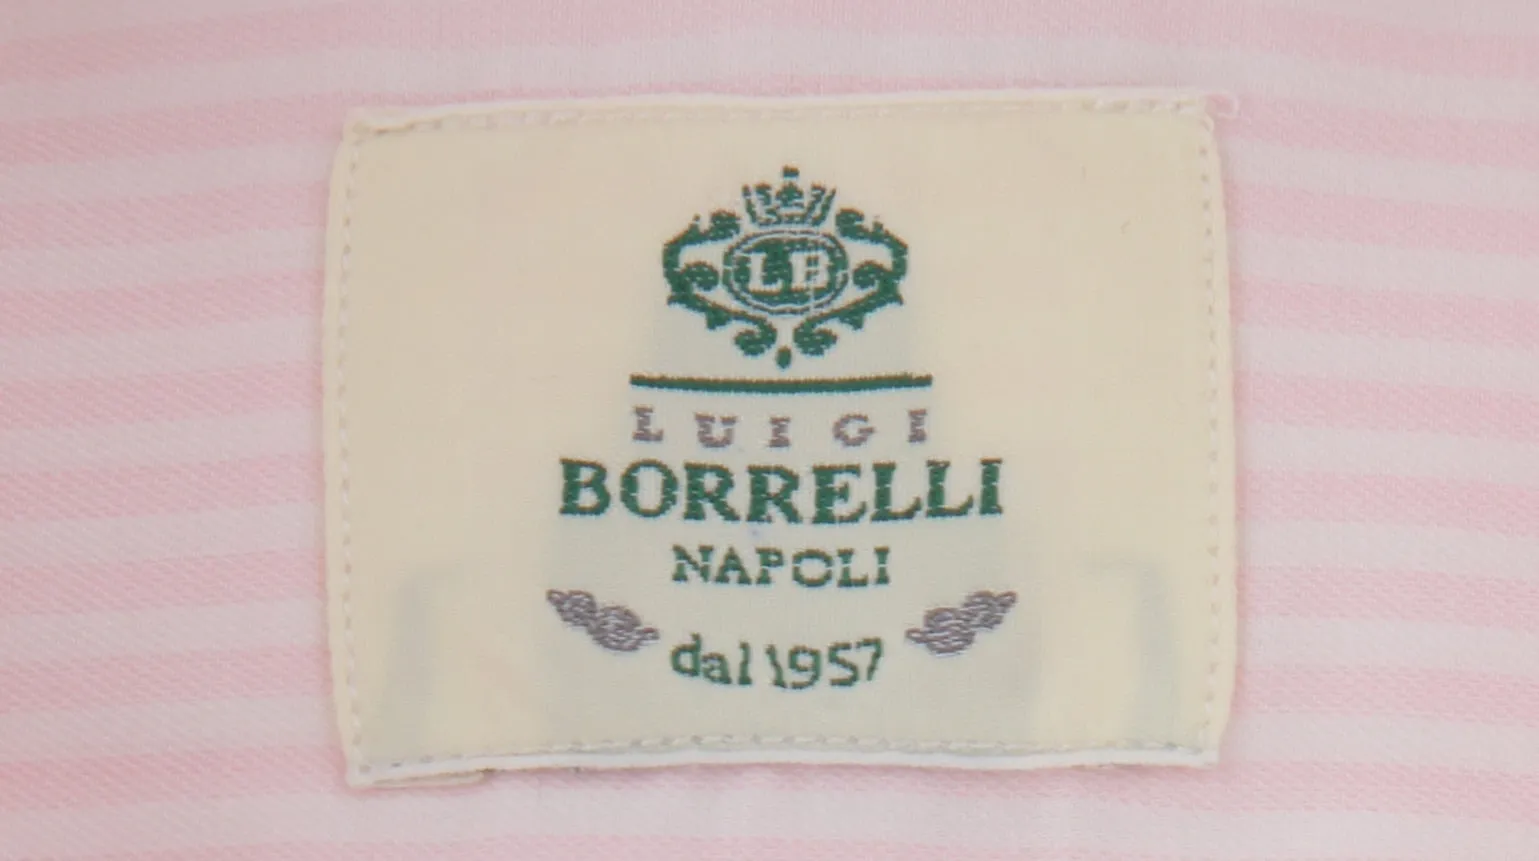 LB
LUIGI
BORRELLI
NAPOLI
dal 1957